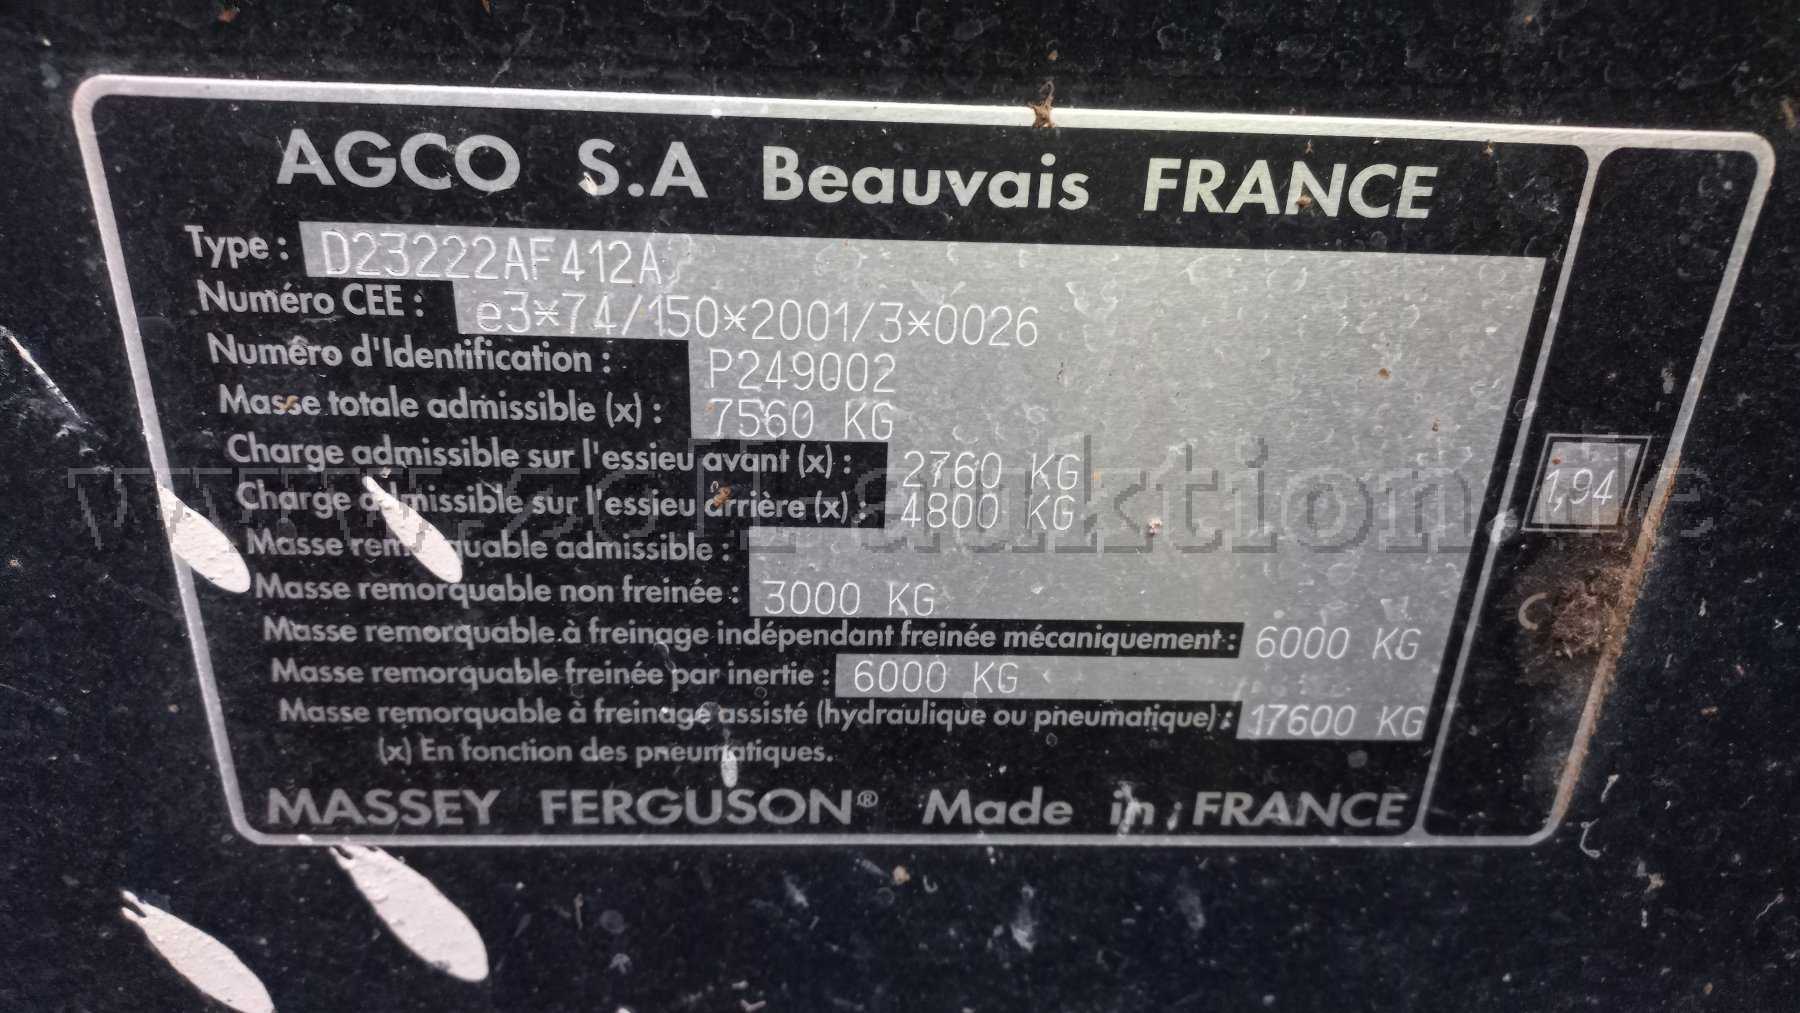 AGCO S.A Beauvais FRANCE
Type : D23222AF412A
Numéro CEE : e3*74/150*2001/3*0026
Numéro d'Identification : P249002
Masse totale admissible (x) : 7560 KG
Charge admissible sur l'essieu avant (x) : 2760 KG
Charge admissible sur l'essieu arrière (x) : 4800 KG
1,94
Masse remorquable admissible :
Masse remorquable non freinée : 3000 KG
Masse remorquable à freinage indépendant freinée mécaniquement : 6000 KG
Masse remorquable freinée par inertie : 6000 KG
Masse remorquable à freinage assisté (hydraulique ou pneumatique) : 17600 KG
(x) En fonction des pneumatiques.
MASSEY FERGUSON® Made in FRANCE
www.zoll-auktion.de